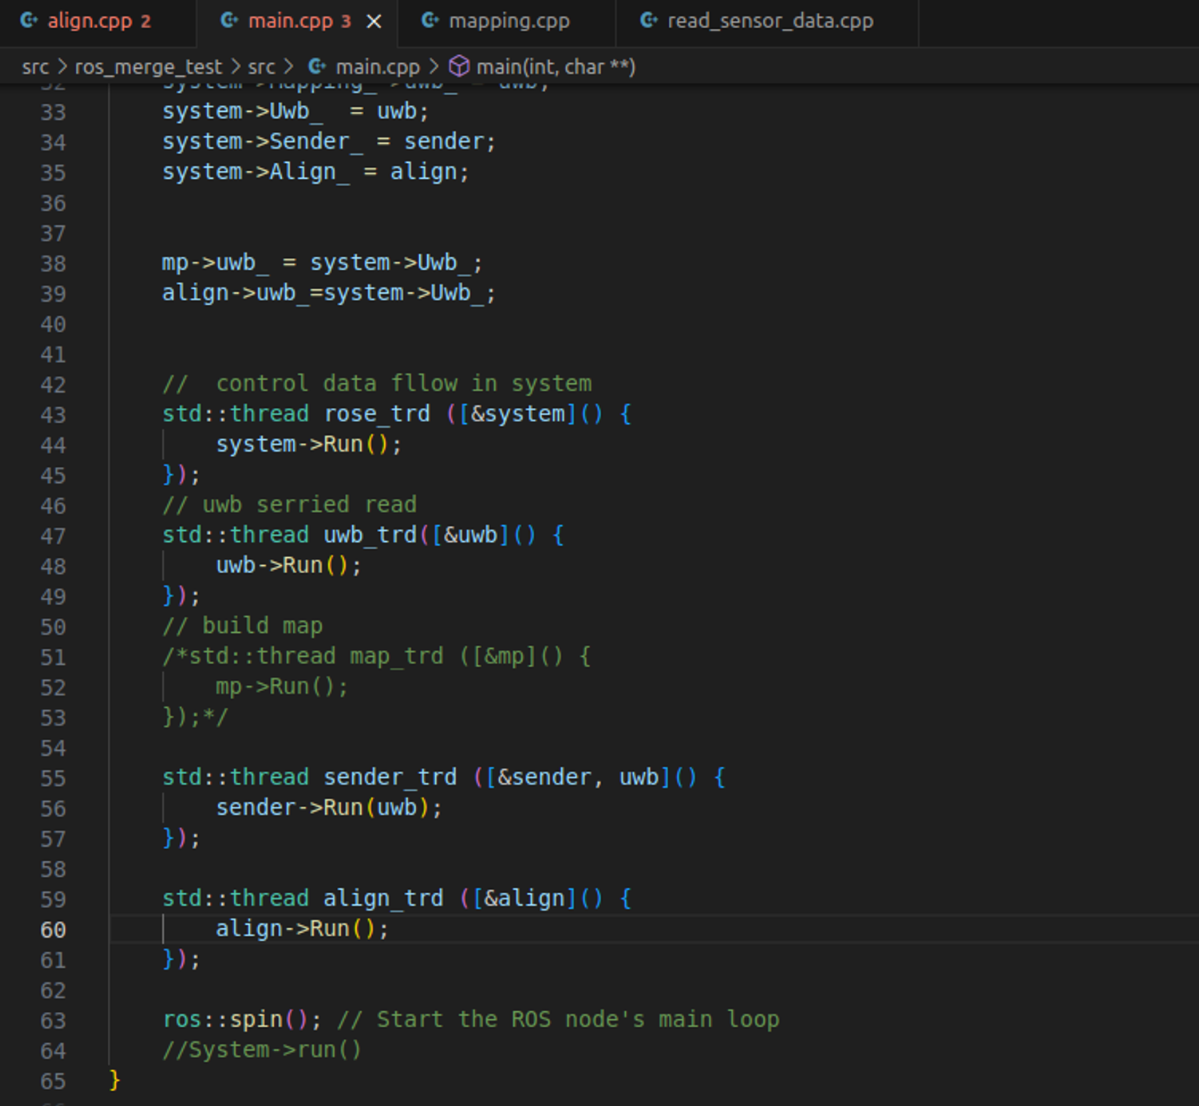 align.cpp 2 main.cpp 3 mapping.cpp read_sensor_data.cpp
src > ros_merge_test > src > main.cpp > main(int, char **)
33 system->Uwb_  = uwb;
34 system->Sender_ = sender;
35 system->Align_ = align;
36
37
38 mp->uwb_ = system->Uwb_;
39 align->uwb_=system->Uwb_;
40
41
42 //  control data fllow in system
43 std::thread rose_trd ([&system]() {
44 system->Run();
45 });
46 // uwb serried read
47 std::thread uwb_trd([&uwb]() {
48 uwb->Run();
49 });
50 // build map
51 /*std::thread map_trd ([&mp]() {
52 mp->Run();
53 });*/
54
55 std::thread sender_trd ([&sender, uwb]() {
56 sender->Run(uwb);
57 });
58
59 std::thread align_trd ([&align]() {
60 align->Run();
61 });
62
63 ros::spin(); // Start the ROS node's main loop
64 //System->run()
65 }